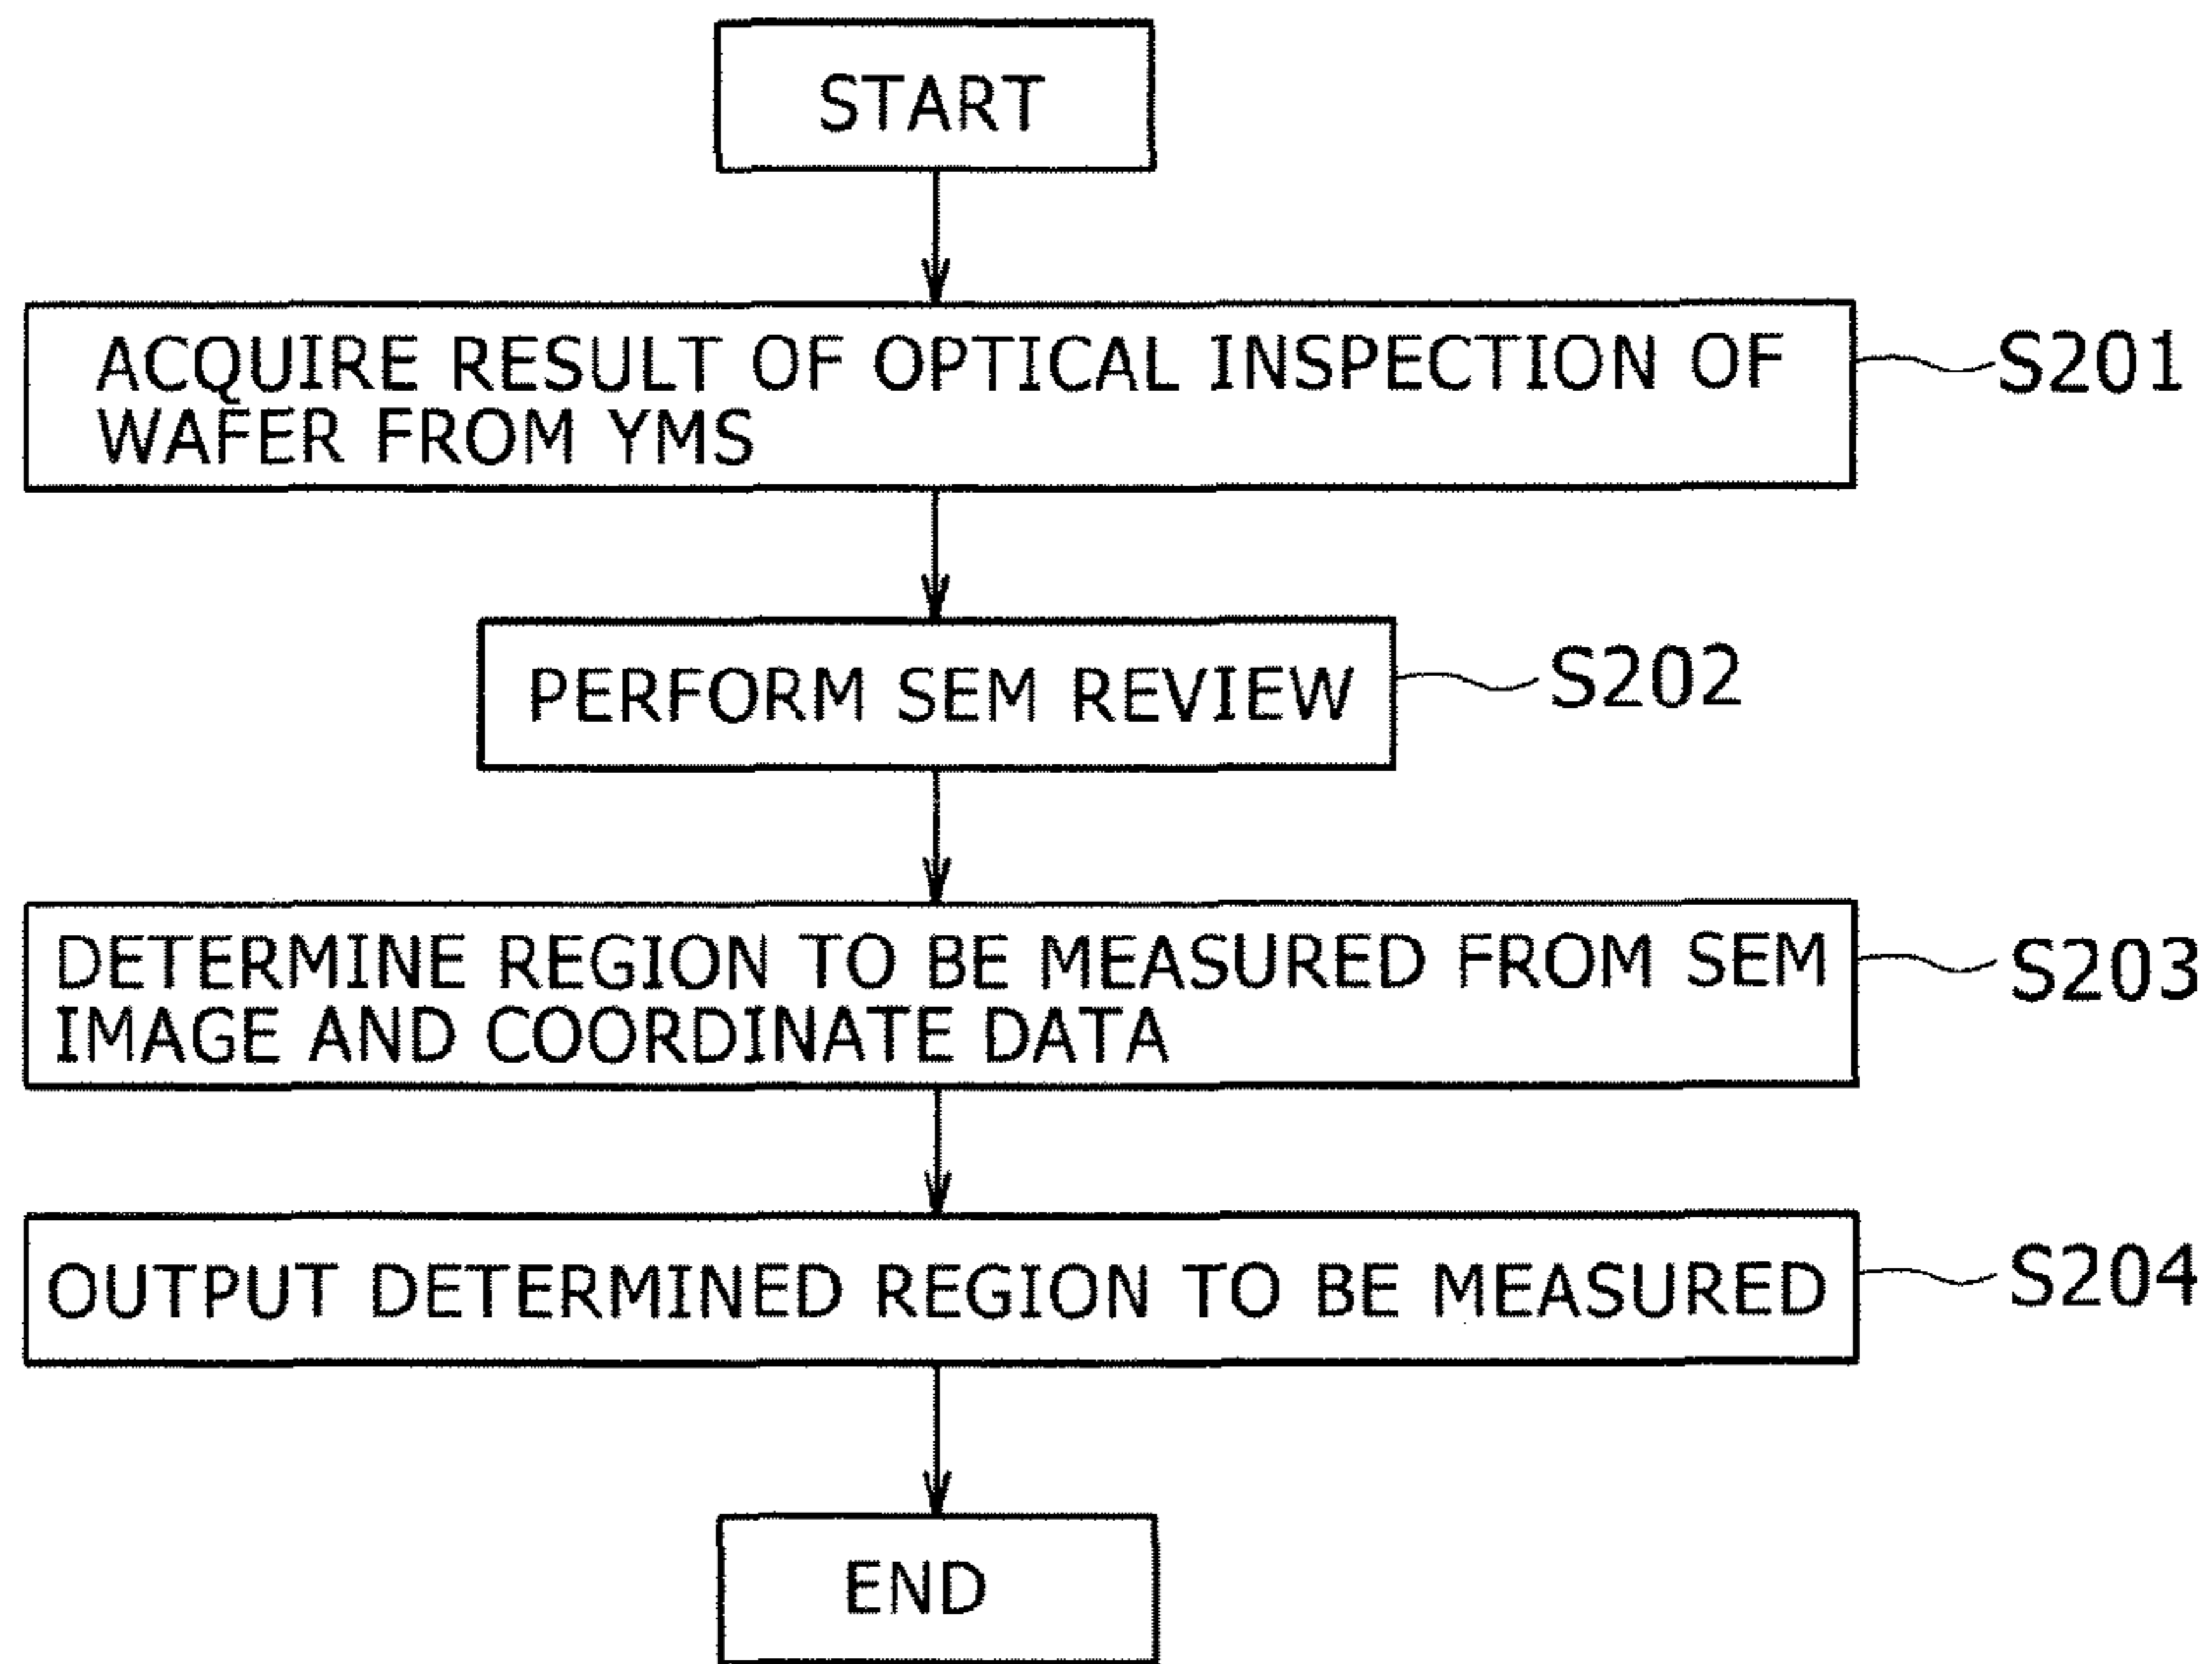 START
ACQUIRE RESULT OF OPTICAL INSPECTION OF
WAFER FROM YMS
S201
PERFORM SEM REVIEW
S202
DETERMINE REGION TO BE MEASURED FROM SEM
IMAGE AND COORDINATE DATA
S203
OUTPUT DETERMINED REGION TO BE MEASURED
S204
END